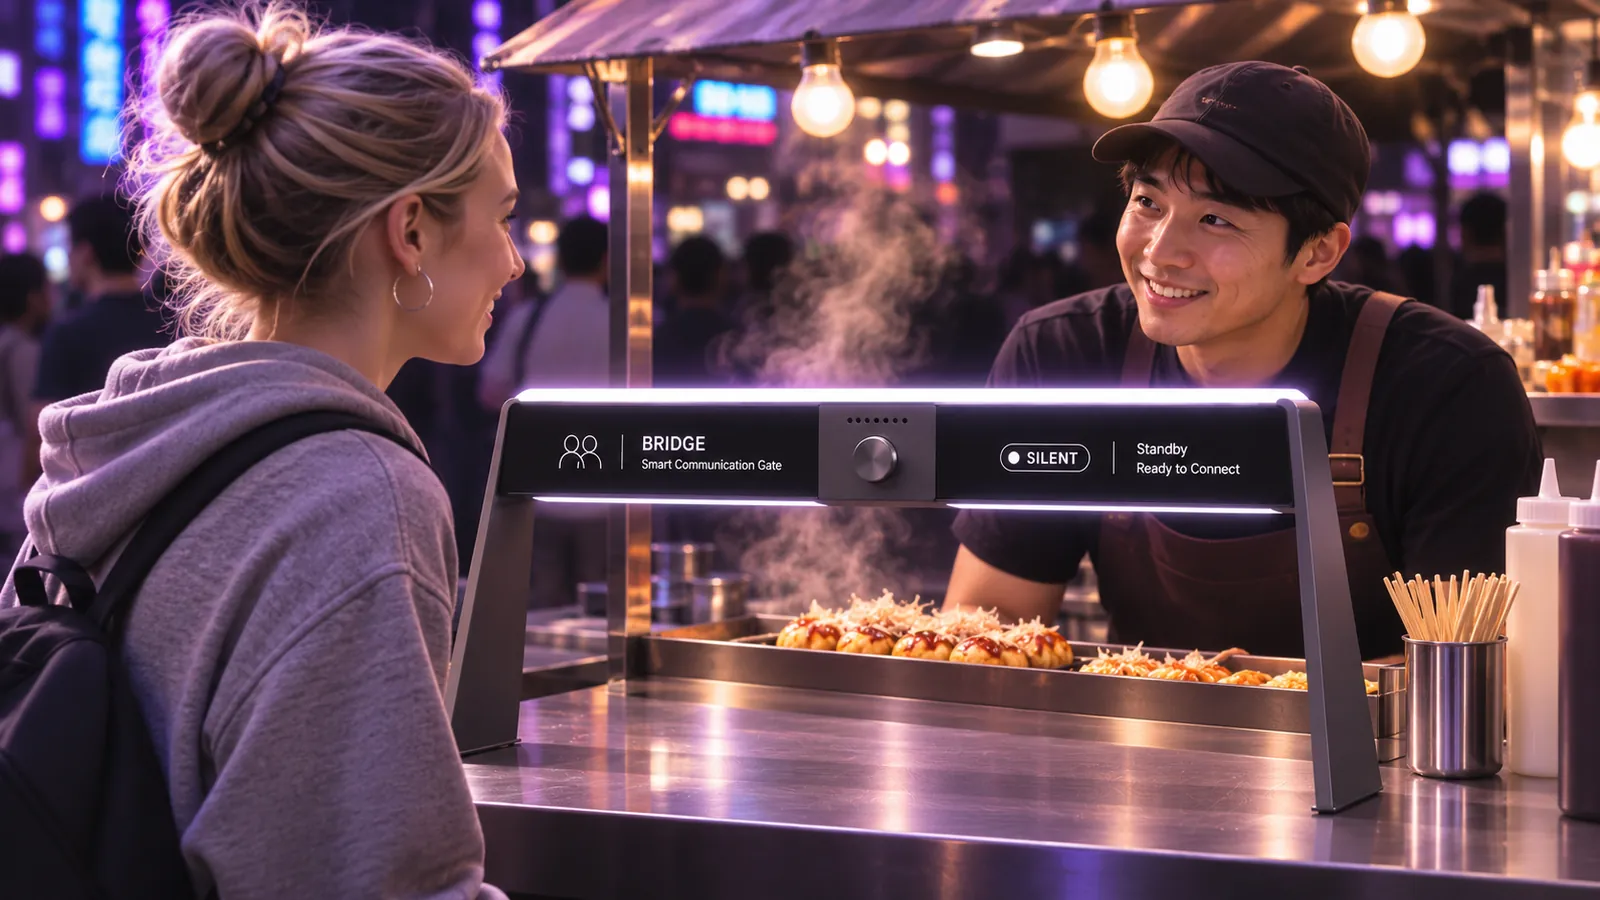 BRIDGE
Smart Communication Gate
SILENT
Standby
Ready to Connect